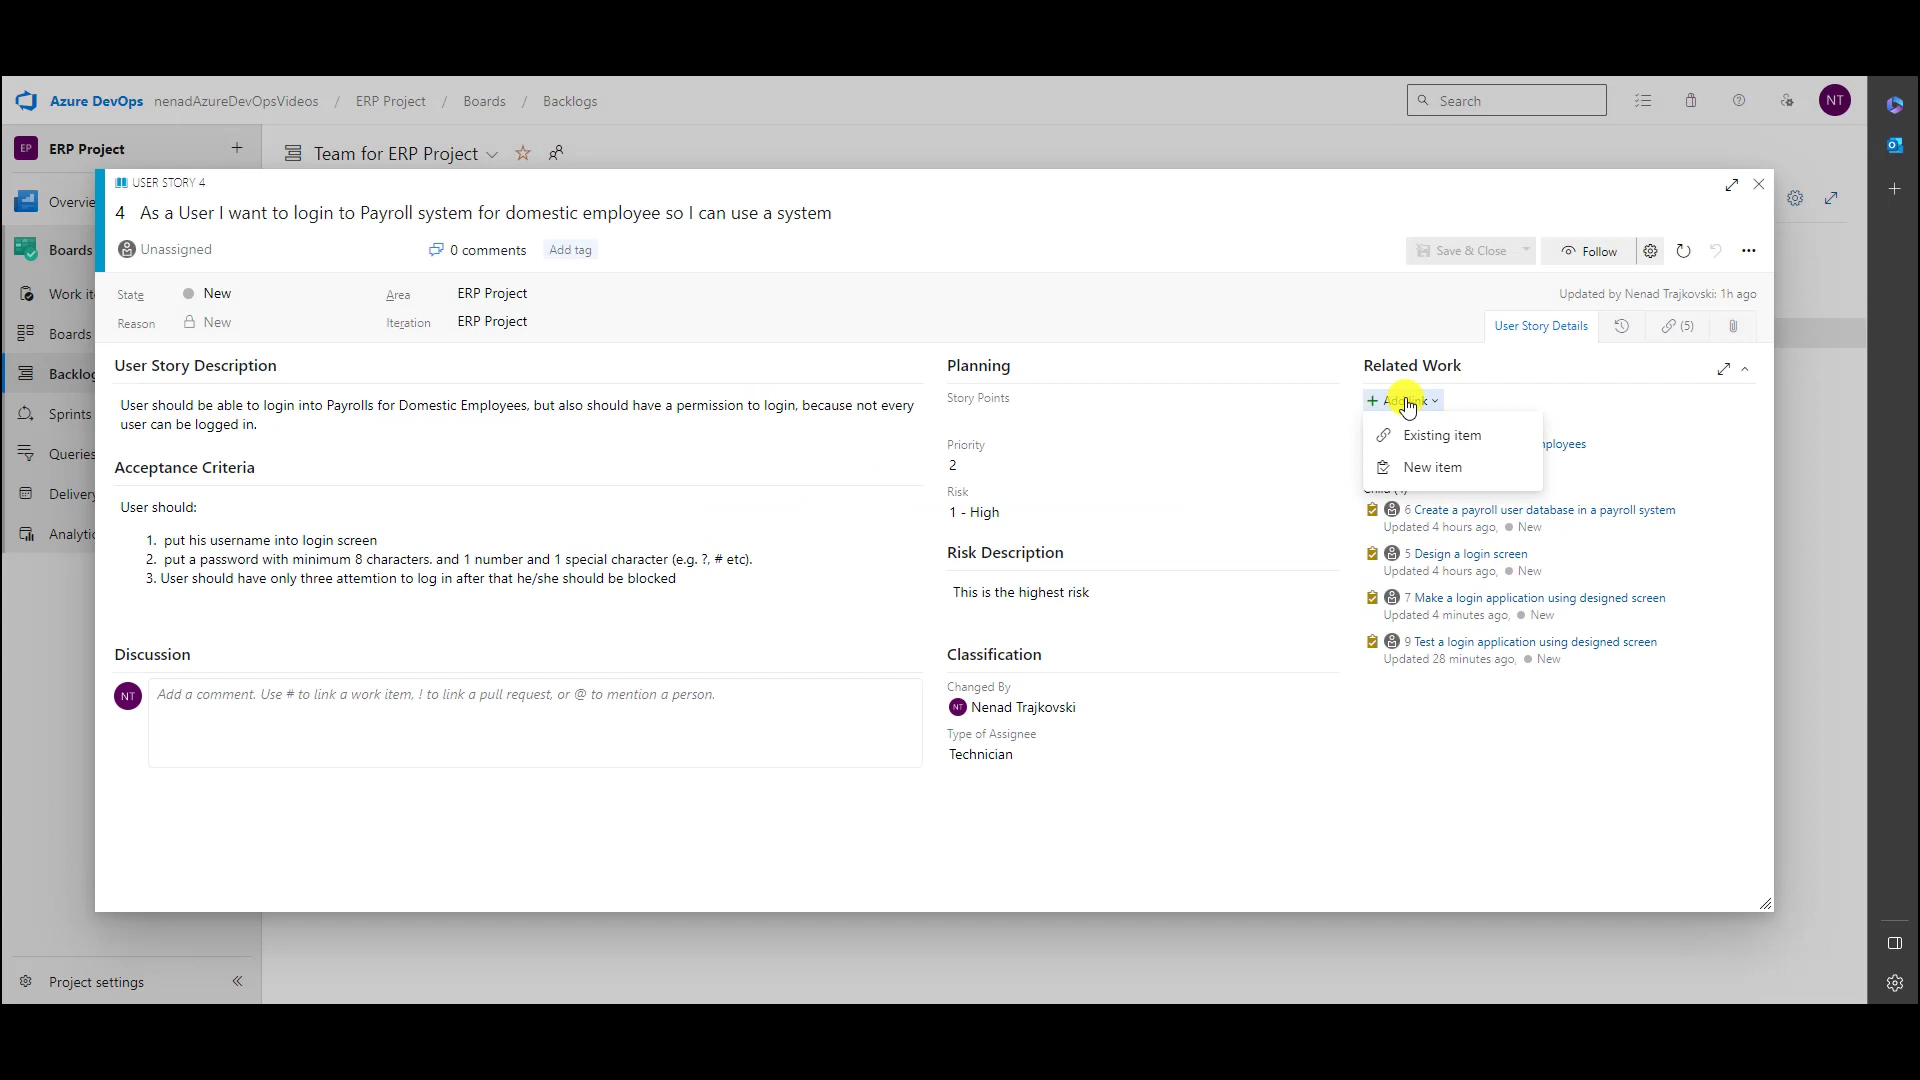 Azure DevOps nenadAzureDevOpsVideos / ERP Project / Boards / Backlogs
Search
NT
EP ERP Project
Team for ERP Project
USER STORY 4
4 As a User I want to login to Payroll system for domestic employee so I can use a system
Unassigned
0 comments
Add tag
Save & Close
Follow
State
New
Area
ERP Project
Updated by Nenad Trajkovski: 1h ago
Reason
New
Iteration
ERP Project
User Story Details
(5)
Boards
Work
Boards
Sprints
Queries
Delivery
Project settings
User Story Description
User should be able to login into Payrolls for Domestic Employees, but also should have a permission to login, because not every
user can be logged in.
Acceptance Criteria
User should:
1. put his username into login screen
2. put a password with minimum 8 characters. and 1 number and 1 special character (e.g. ?, # etc).
3. User should have only three attemtion to log in after that he/she should be blocked
Discussion
NT
Add a comment. Use # to link a work item, ! to link a pull request, or @ to mention a person.
Planning
Story Points
Priority
2
Risk
1 - High
Risk Description
This is the highest risk
Classification
Changed By
NT Nenad Trajkovski
Type of Assignee
Technician
Related Work
Existing item
New item
6 Create a payroll user database in a payroll system
Updated 4 hours ago, New
5 Design a login screen
Updated 4 hours ago, New
7 Make a login application using designed screen
Updated 4 minutes ago, New
9 Test a login application using designed screen
Updated 28 minutes ago, New